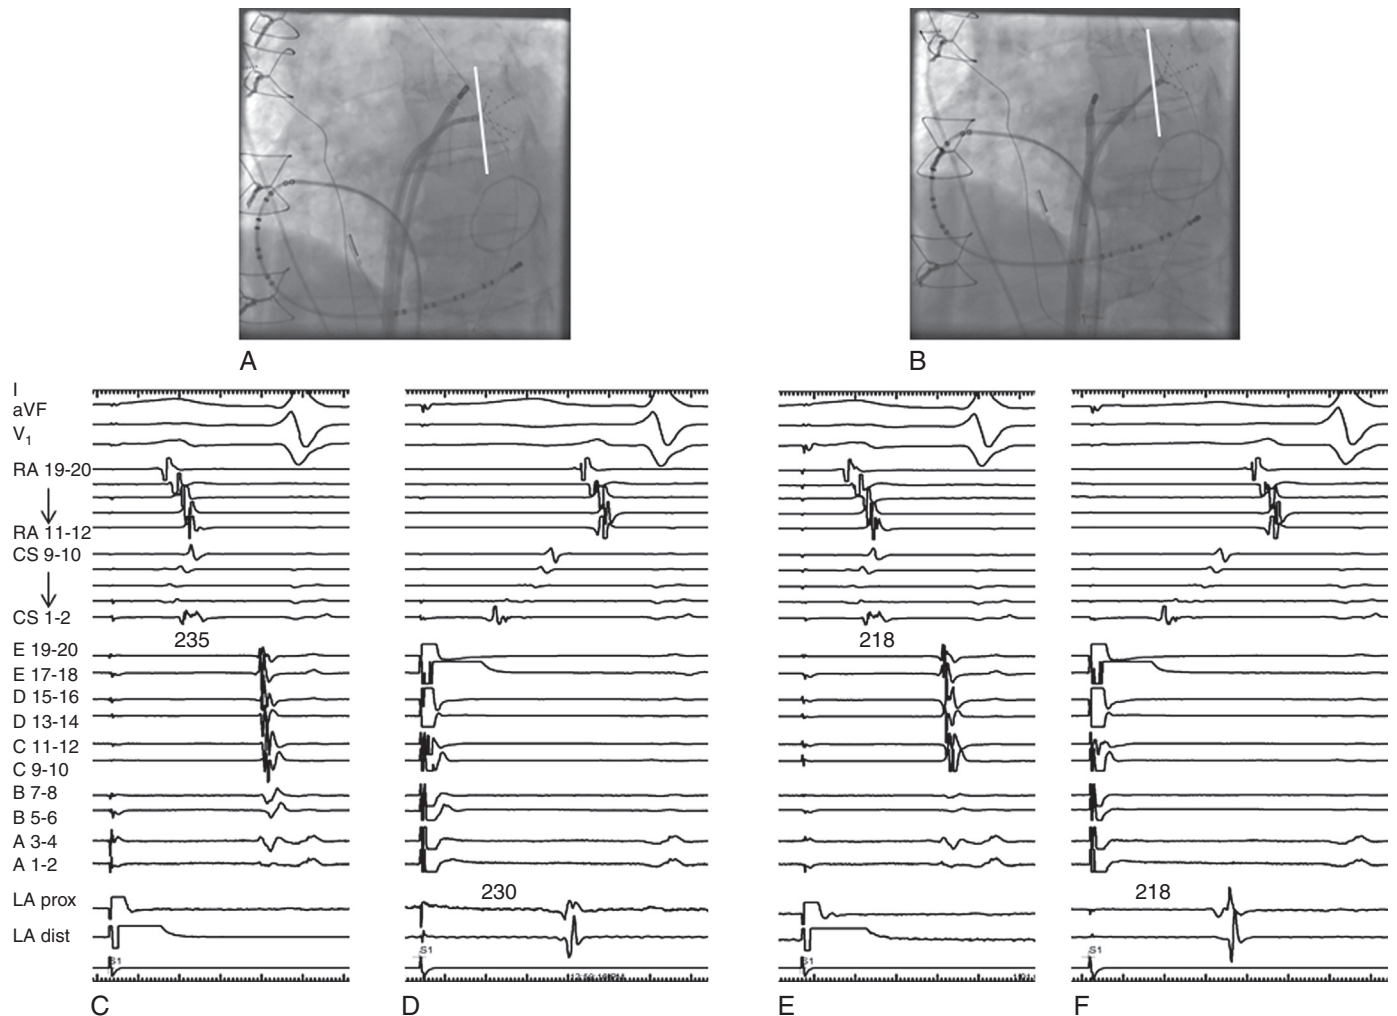 A
B
I
aVF
V1
RA 19-20
RA 11-12
CS 9-10
CS 1-2
E 19-20
E 17-18
D 15-16
D 13-14
C 11-12
C 9-10
B 7-8
B 5-6
A 3-4
A 1-2
LA prox
LA dist
235
230
218
218
S1
S1
S1
S1
C
D
E
F